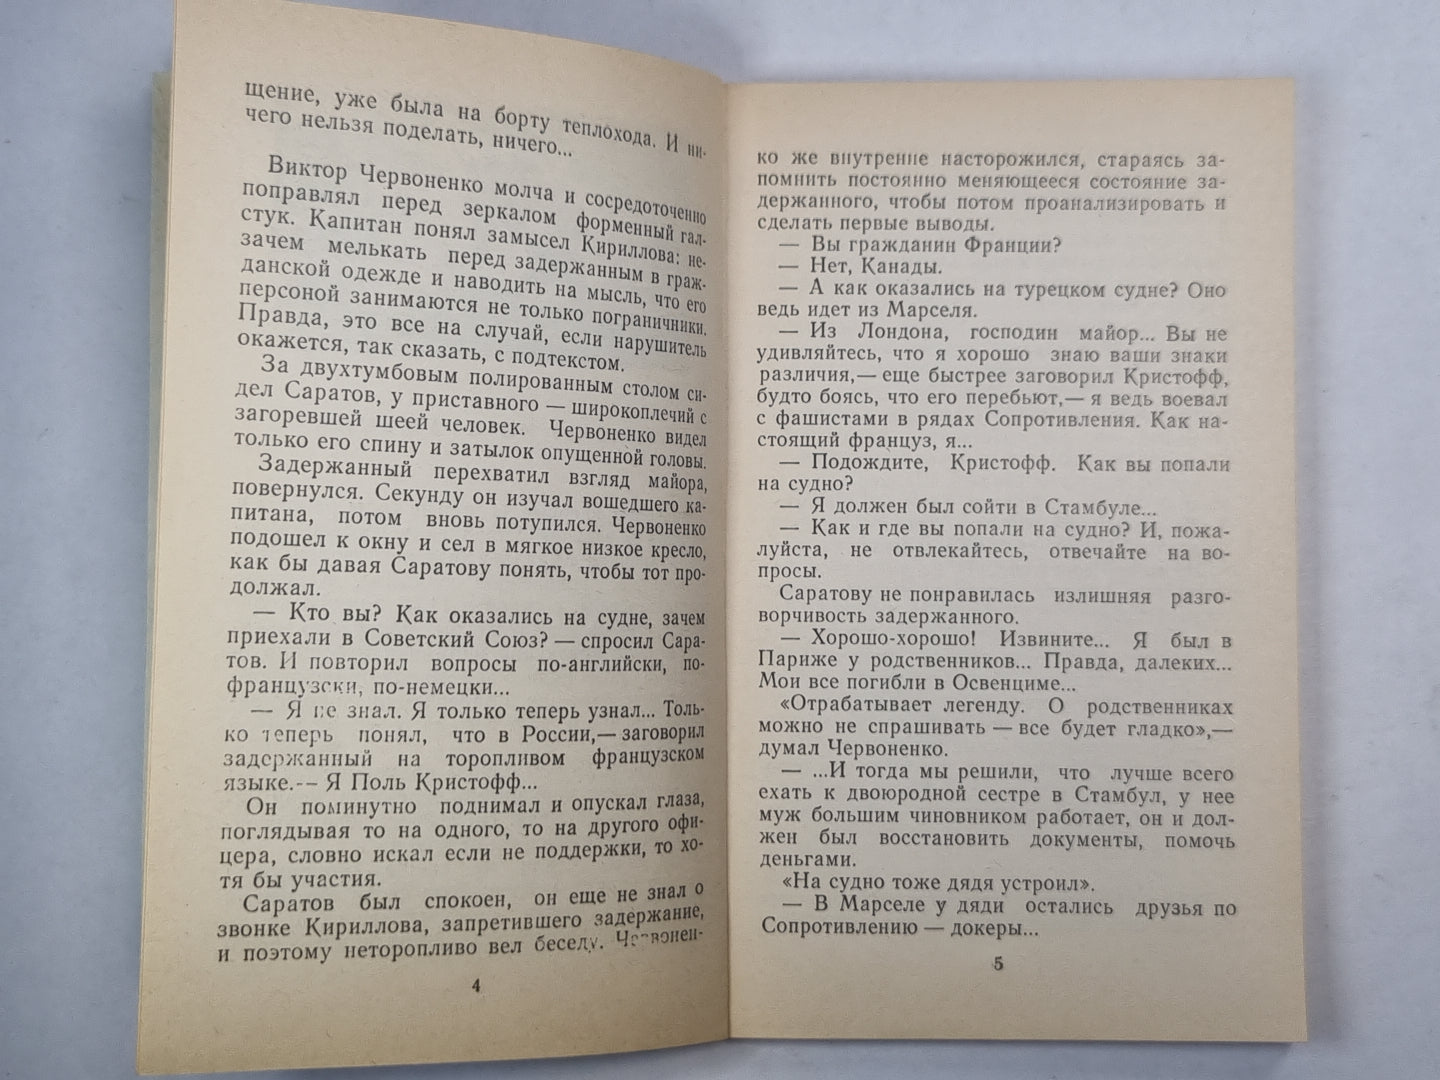 щение, уже была на борту теплохода. И ни-
чего нельзя поделать, ничего...
Виктор Червоненко молча и сосредоточенно
поправлял перед зеркалом форменный гал-
стук. Капитан понял замысел Кириллова: не-
зачем мелькать перед задержанным в граж-
данской одежде и наводить на мысль, что его
персоной занимаются не только пограничники.
Правда, это все на случай, если нарушитель
окажется, так сказать, с подтекстом.
За двухтумбовым полированным столом си-
дел Саратов, у приставного — широкоплечий с
загоревшей шеей человек. Червоненко видел
только его спину и затылок опущенной головы.
Задержанный перехватил взгляд майора,
повернулся. Секунду он изучал вошедшего ка-
питана, потом вновь потупился. Червоненко
подошел к окну и сел в мягкое низкое кресло,
как бы давая Саратову понять, чтобы тот про-
должал.
— Кто вы? Как оказались на судне, зачем
приехали в Советский Союз? — спросил Сара-
тов. И повторил вопросы по-английски, по-
французски, по-немецки...
— Я не знал. Я только теперь узнал... Толь-
ко теперь понял, что в России,— заговорил
задержанный на торопливом французском
языке.-- Я Поль Кристофф...
Он поминутно поднимал и опускал глаза,
поглядывая то на одного, то на другого офи-
цера, словно искал если не поддержки, то хо-
тя бы участия.
Саратов был спокоен, он еще не знал о
звонке Кириллова, запретившего задержание,
и поэтому неторопливо вел беседу. Червонен-
4
ко же внутренне насторожился, стараясь за-
помнить постоянно меняющееся состояние за-
держанного, чтобы потом проанализировать и
сделать первые выводы.
— Вы гражданин Франции?
— Нет, Канады.
— А как оказались на турецком судне? Оно
ведь идет из Марселя.
— Из Лондона, господин майор... Вы не
удивляйтесь, что я хорошо знаю ваши знаки
различия,— еще быстрее заговорил Кристофф,
будто боясь, что его перебьют,— я ведь воевал
с фашистами в рядах Сопротивления. Как на-
стоящий француз, я...
— Подождите, Кристофф. Как вы попали
на судно?
— Я должен был сойти в Стамбуле...
— Как и где вы попали на судно? И, пожа-
луйста, не отвлекайтесь, отвечайте на во-
просы.
Саратову не понравилась излишняя разго-
ворчивость задержанного.
— Хорошо-хорошо! Извините... Я был в
Париже у родственников... Правда, далеких...
Мои все погибли в Освенциме...
«Отрабатывает легенду. О родственниках
можно не спрашивать — все будет гладко»,—
думал Червоненко.
— ...И тогда мы решили, что лучше всего
ехать к двоюродной сестре в Стамбул, у нее
муж большим чиновником работает, он и дол-
жен был восстановить документы, помочь
деньгами.
«На судно тоже дядя устроил».
— В Марселе у дяди остались друзья по
Сопротивлению — докеры...
5